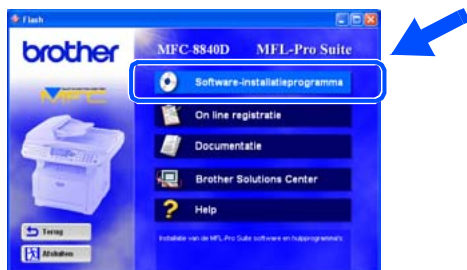 Flash
brother
MFC-8840D MFL-Pro Suite
MFC
Software-installatieprogramma
On line registratie
Documentatie
Brother Solutions Center
Help
Terug
Afsluiten
Installatie van de MFL-Pro Suite software en hulpprogramma's